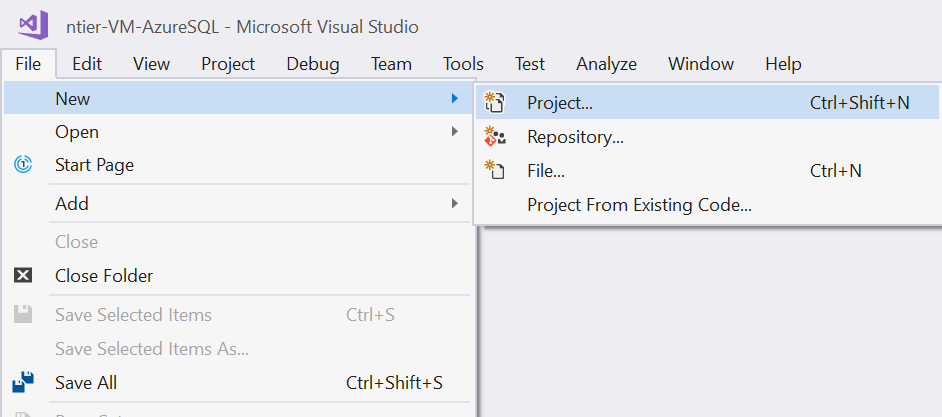 ntier-VM-AzureSQL - Microsoft Visual Studio
File Edit View Project Debug Team Tools Test Analyze Window Help
New
Open
Start Page
Add
Close
Close Folder
Save Selected Items Ctrl+S
Save Selected Items As...
Save All Ctrl+Shift+S
Project... Ctrl+Shift+N
Repository...
File... Ctrl+N
Project From Existing Code...